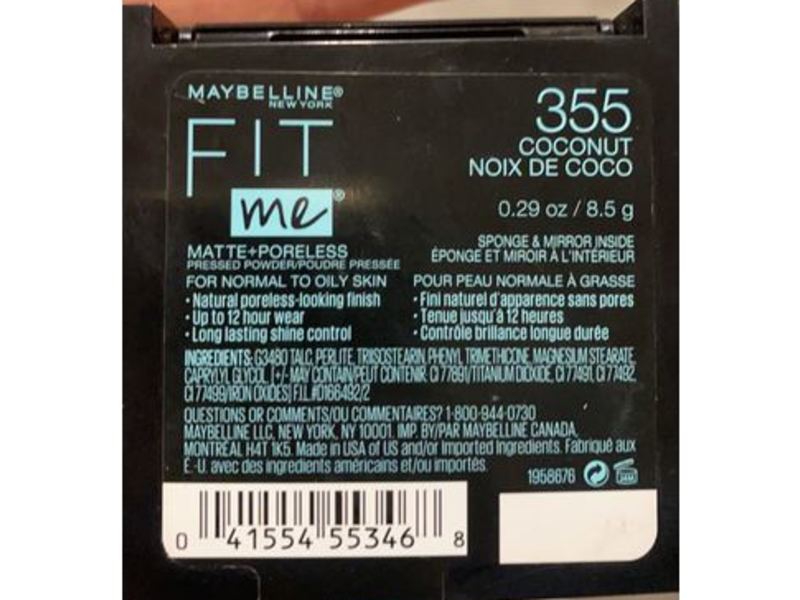 MAYBELLINE®
NEW YORK
FIT
me®
MATTE+PORELESS
PRESSED POWDER/POUDRE PRESSÉE
FOR NORMAL TO OILY SKIN
• Natural poreless-looking finish
• Up to 12 hour wear
• Long lasting shine control
355
COCONUT
NOIX DE COCO
0.29 oz / 8.5 g
SPONGE & MIRROR INSIDE
ÉPONGE ET MIROIR À L'INTÉRIEUR
POUR PEAU NORMALE À GRASSE
• Fini naturel d'apparence sans pores
• Tenue jusqu'à 12 heures
• Contrôle brillance longue durée
INGREDIENTS: G3480 TALC, PERLITE, TRIISOSTEARIN, PHENYL TRIMETHICONE, MAGNESIUM STEARATE,
CAPRYLYL GLYCOL. [+/- MAY CONTAIN/PEUT CONTENIR: CI 77891/TITANIUM DIOXIDE, CI 77491, CI 77492,
CI 77499/IRON OXIDES] F.I.L.#D166492/2
QUESTIONS OR COMMENTS/OU COMMENTAIRES? 1-800-944-0730
MAYBELLINE LLC, NEW YORK, NY 10001. IMP. BY/PAR MAYBELLINE CANADA,
MONTRÉAL H4T 1K5. Made in USA of US and/or Imported Ingredients. Fabriqué aux
É.-U. avec des ingredients américains et/ou importés.
1958676
0 41554 55346 8